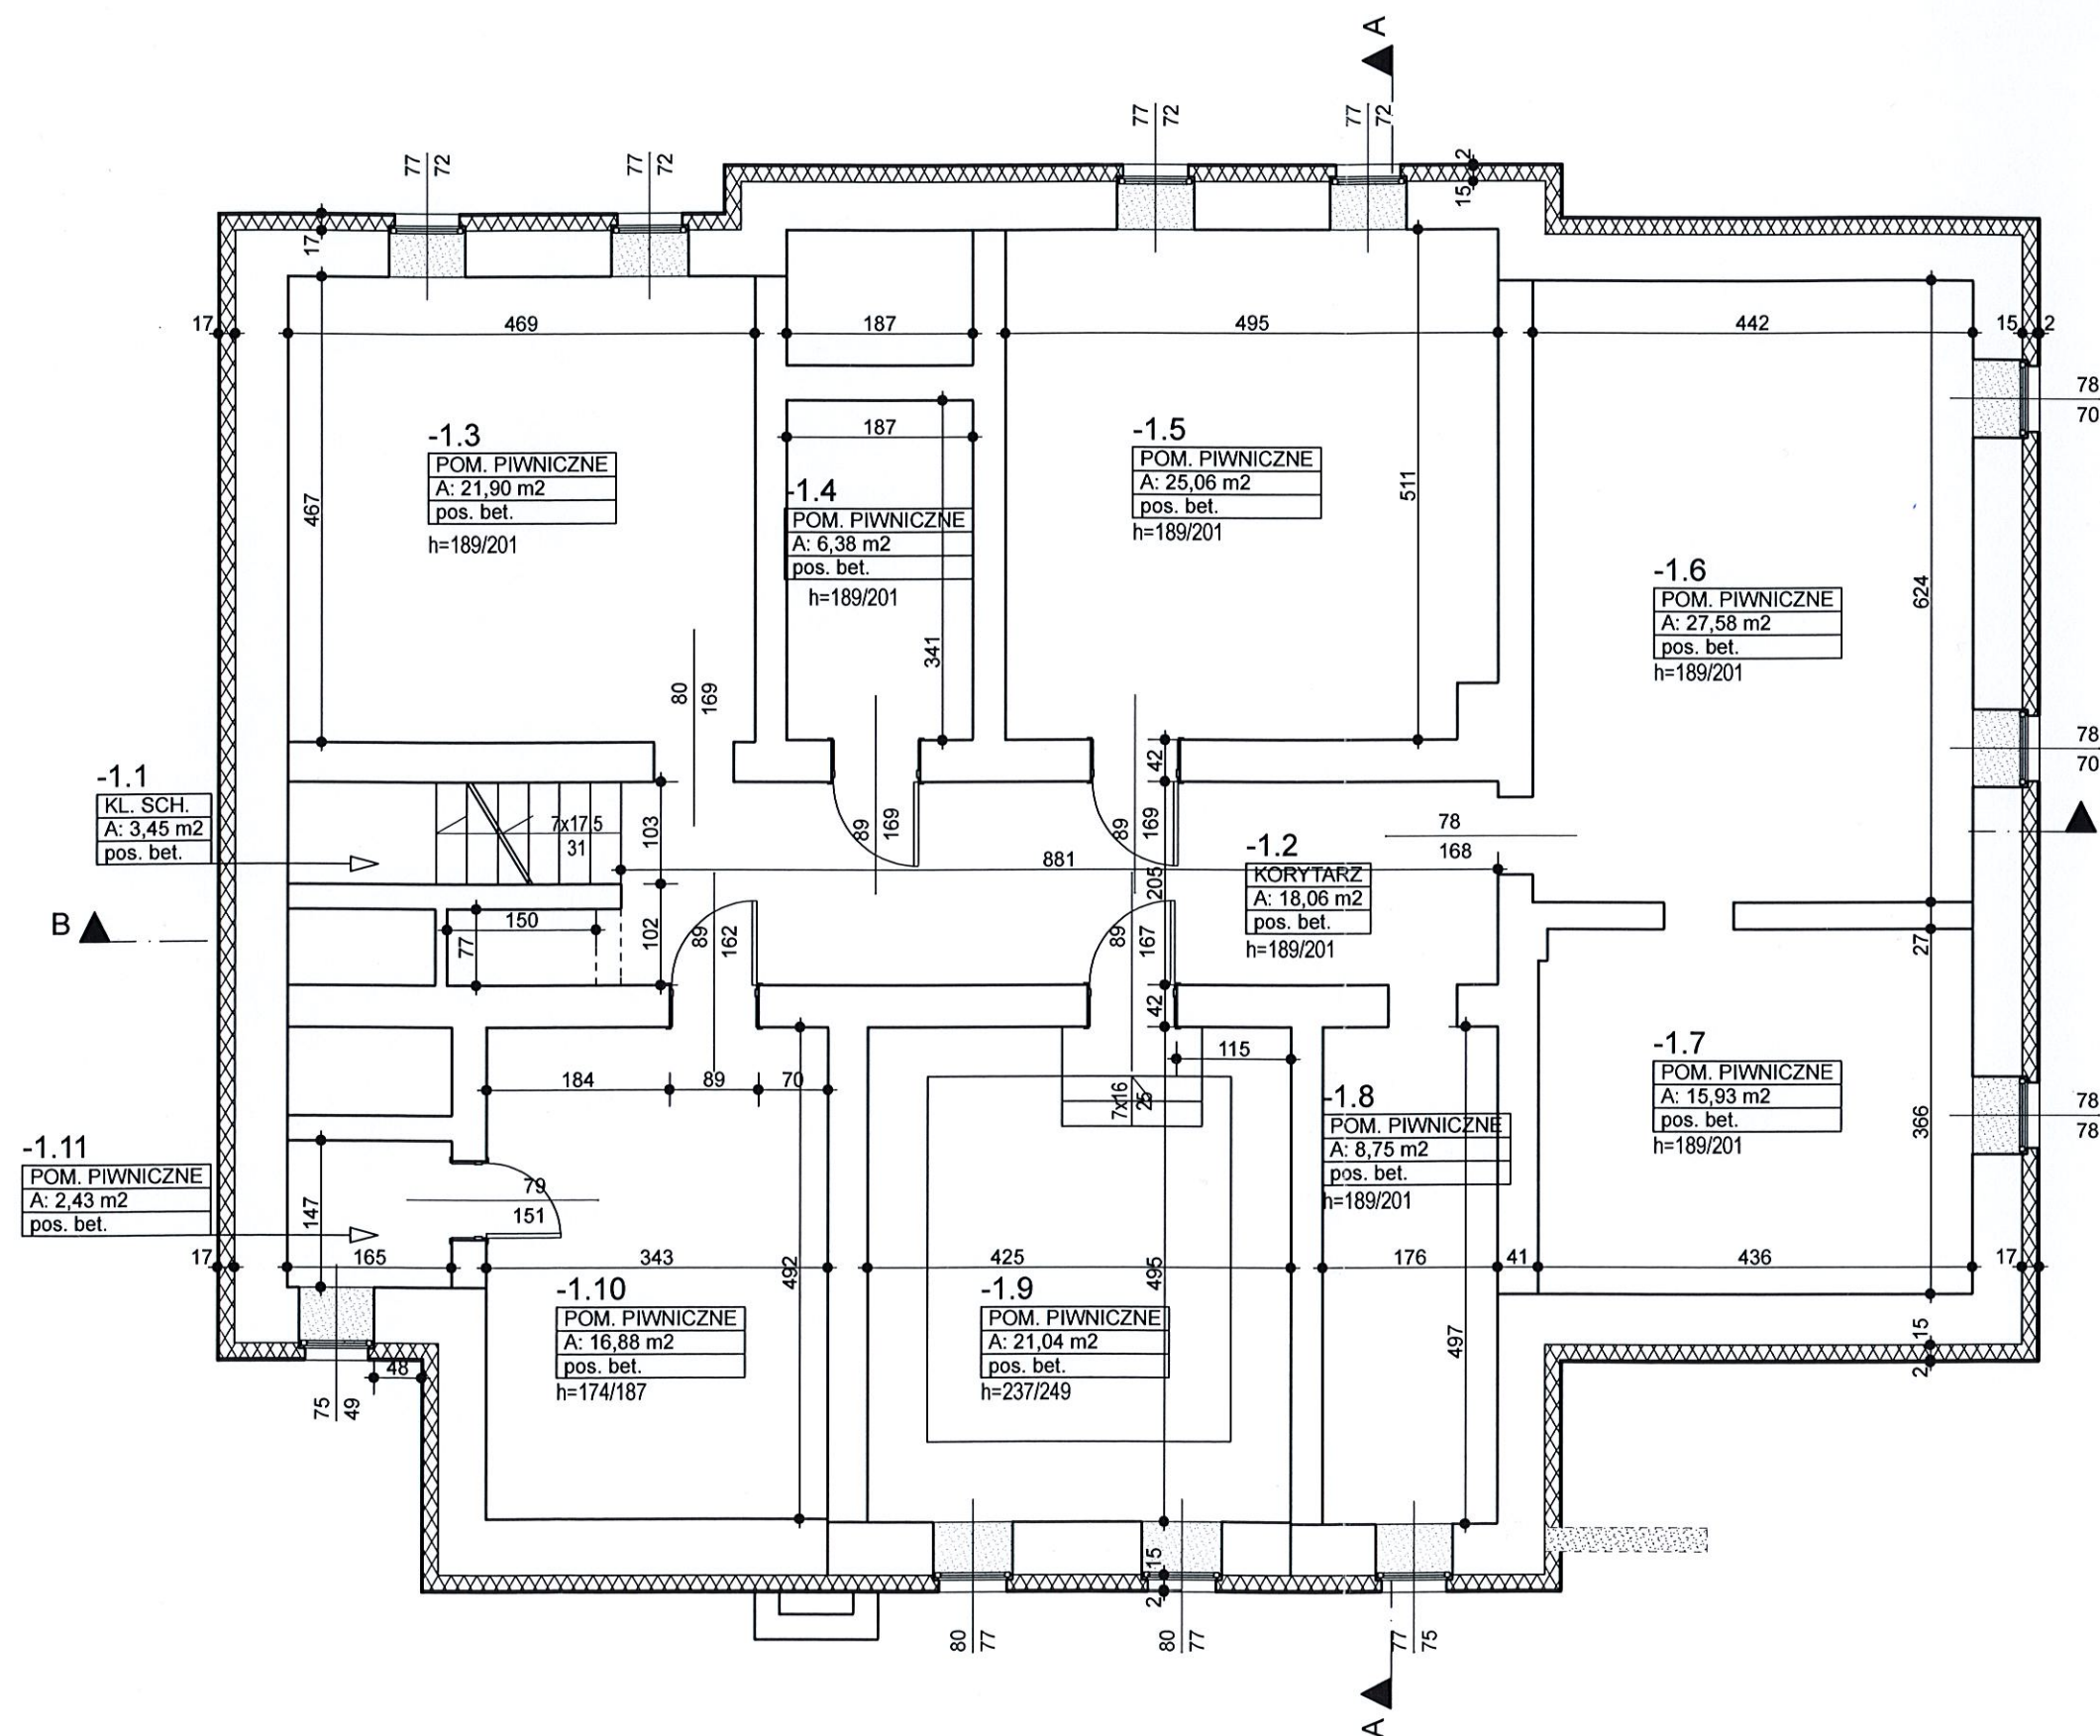 A
77
72
77
72
77
72
77
72
2
15
17
17
469
187
495
442
15
2
78
70
-1.3
POM. PIWNICZNE
A: 21,90 m2
pos. bet.
h=189/201
467
187
-1.4
POM. PIWNICZNE
A: 6,38 m2
pos. bet.
h=189/201
341
-1.5
POM. PIWNICZNE
A: 25,06 m2
pos. bet.
h=189/201
511
-1.6
POM. PIWNICZNE
A: 27,58 m2
pos. bet.
h=189/201
624
80
169
78
70
42
-1.1
KL. SCH.
A: 3,45 m2
pos. bet.
7x17,5
31
103
89
169
89
169
78
168
881
205
-1.2
KORYTARZ
A: 18,06 m2
pos. bet.
h=189/201
B
150
77
102
89
162
89
167
27
42
115
184
89
70
7x16
25
-1.7
POM. PIWNICZNE
A: 15,93 m2
pos. bet.
h=189/201
366
78
78
-1.8
POM. PIWNICZNE
A: 8,75 m2
pos. bet.
h=189/201
-1.11
POM. PIWNICZNE
A: 2,43 m2
pos. bet.
147
79
151
17
165
343
492
425
495
176
41
436
17
-1.10
POM. PIWNICZNE
A: 16,88 m2
pos. bet.
h=174/187
-1.9
POM. PIWNICZNE
A: 21,04 m2
pos. bet.
h=237/249
497
15
2
48
75
49
15
2
80
77
80
77
77
75
A